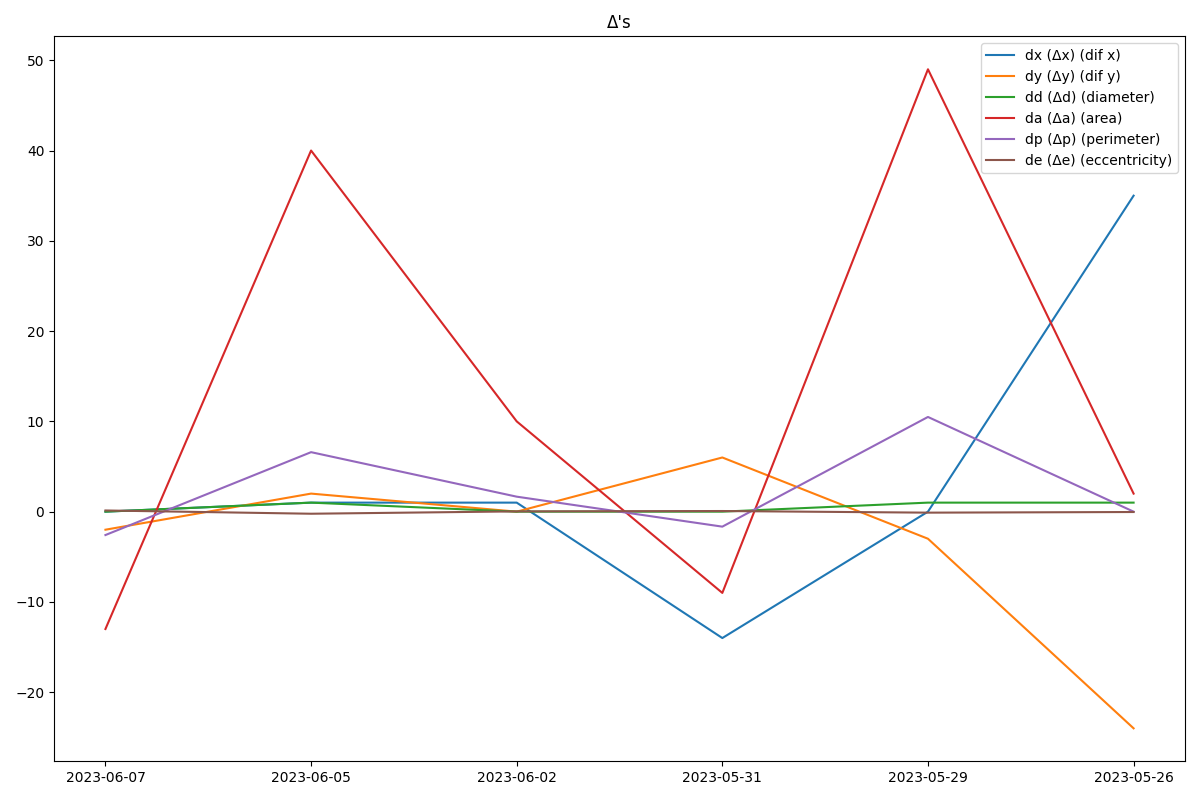 Δ's
dx (Δx) (dif x)
dy (Δy) (dif y)
dd (Δd) (diameter)
da (Δa) (area)
dp (Δp) (perimeter)
de (Δe) (eccentricity)
50
40
30
20
10
0
−10
−20
2023-06-07 2023-06-05 2023-06-02 2023-05-31 2023-05-29 2023-05-26